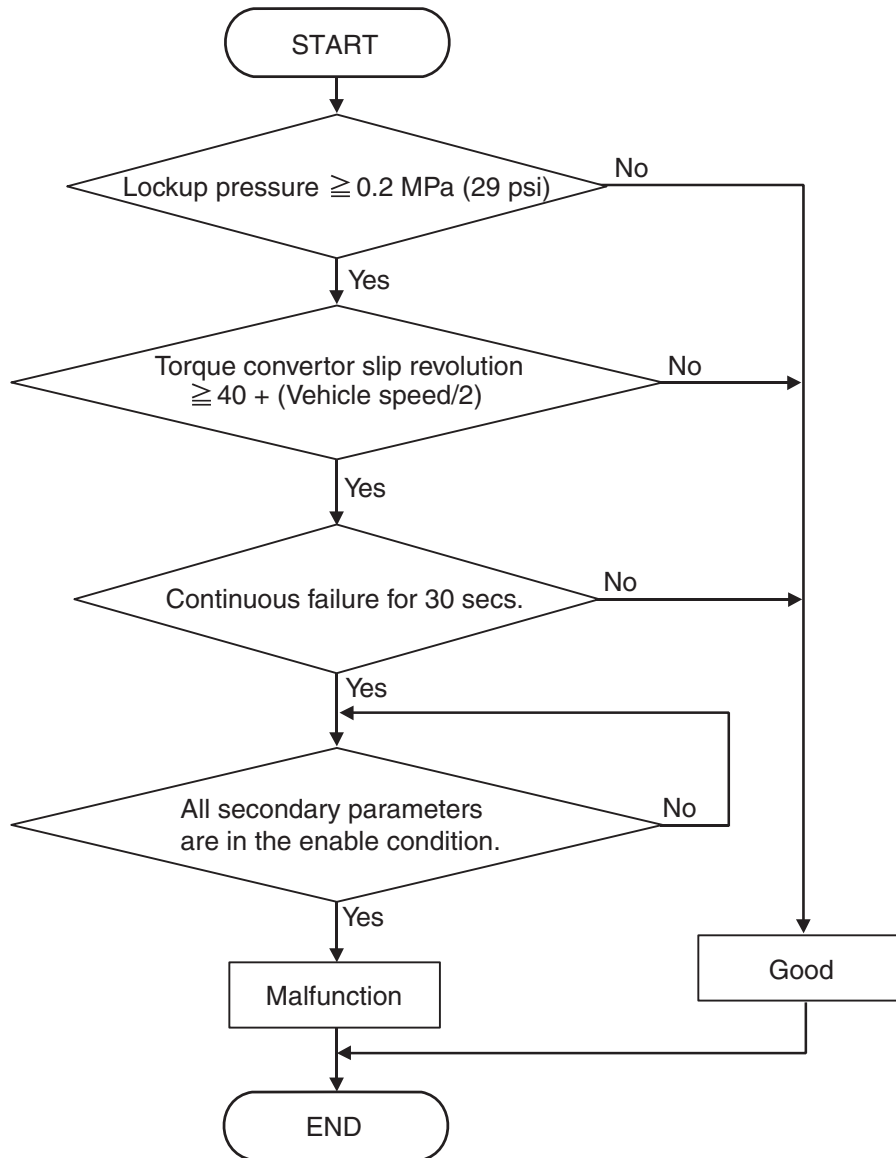 START
Lockup pressure ≧ 0.2 MPa (29 psi)
No
Yes
Torque convertor slip revolution
≧ 40 + (Vehicle speed/2)
No
Yes
Continuous failure for 30 secs.
No
Yes
All secondary parameters
are in the enable condition.
No
Yes
Malfunction
Good
END